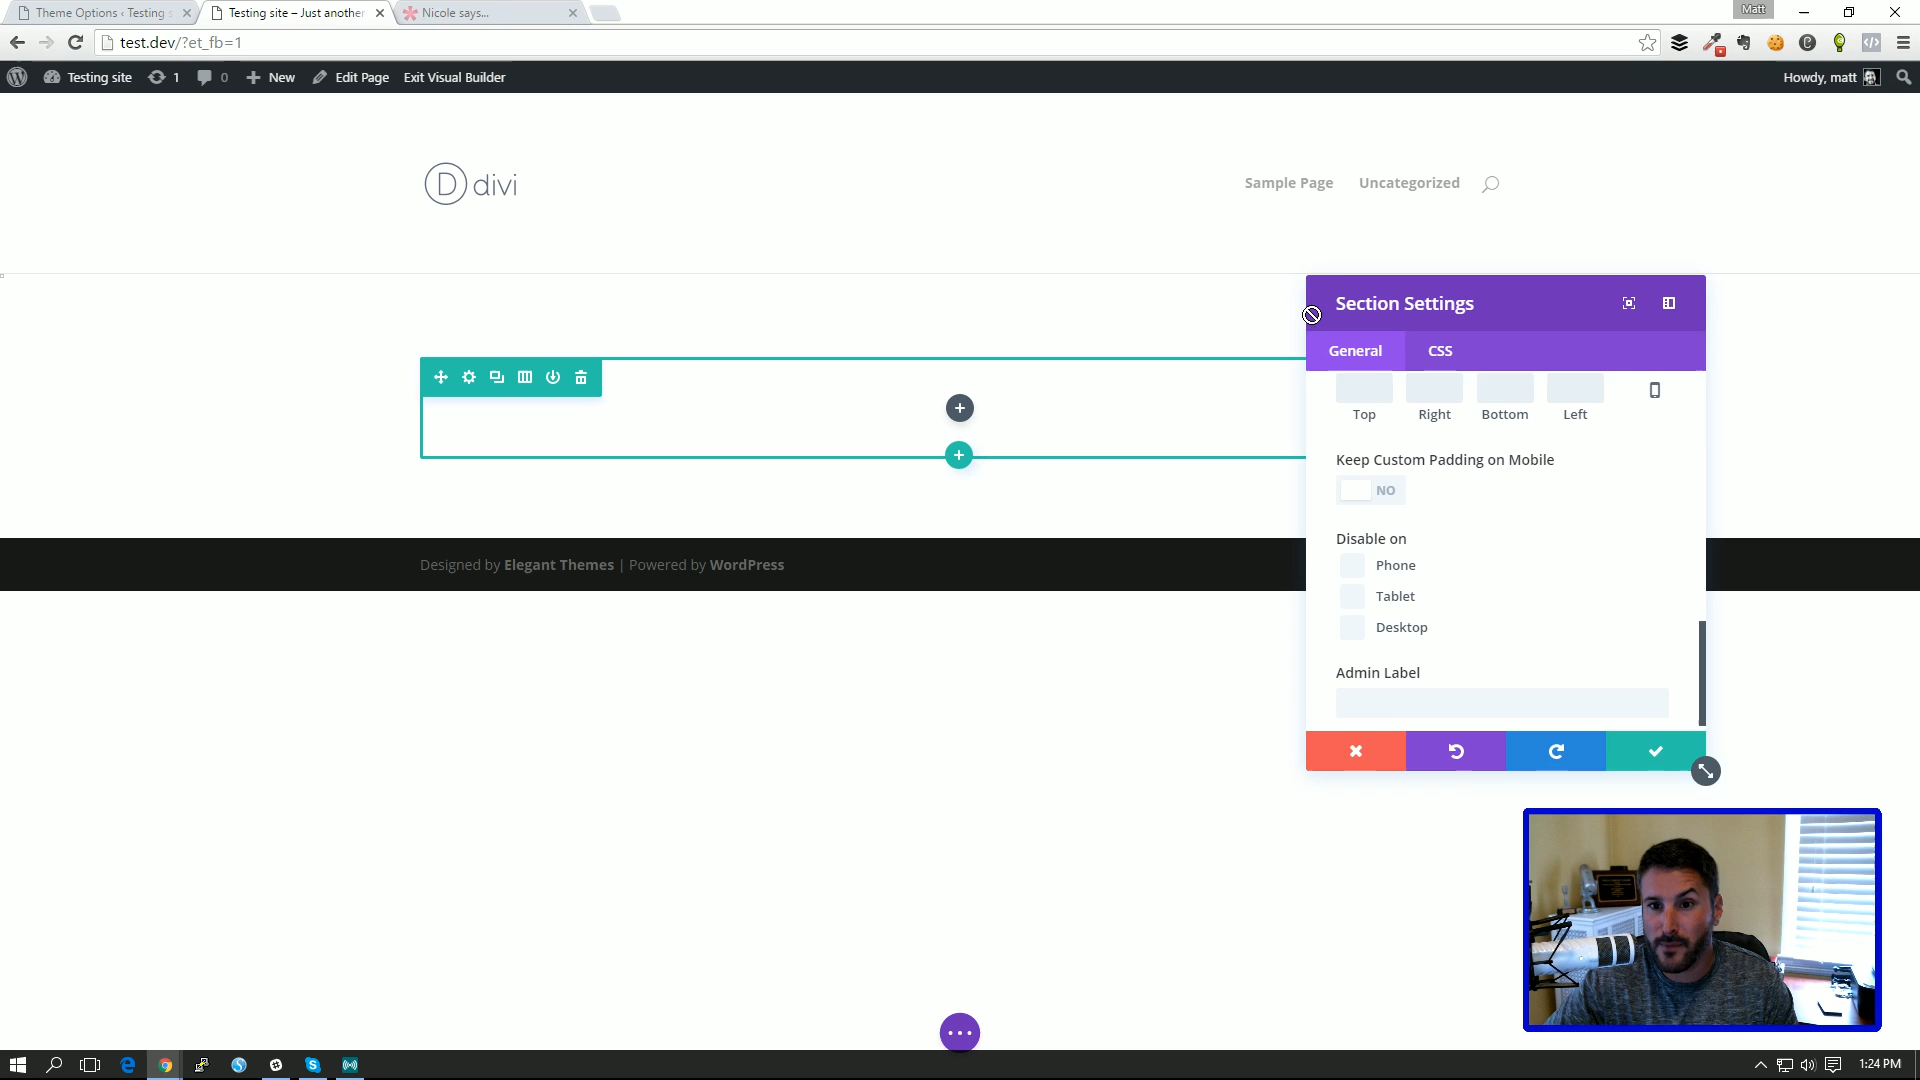 Theme Options ‹ Testing s
Testing site – Just another
Nicole says...
Matt
test.dev/?et_fb=1
Testing site
1
0
New
Edit Page
Exit Visual Builder
Howdy, matt
D divi
Sample Page
Uncategorized
Section Settings
General
CSS
Top
Right
Bottom
Left
Keep Custom Padding on Mobile
NO
Disable on
Phone
Tablet
Desktop
Admin Label
Designed by Elegant Themes | Powered by WordPress
1:24 PM